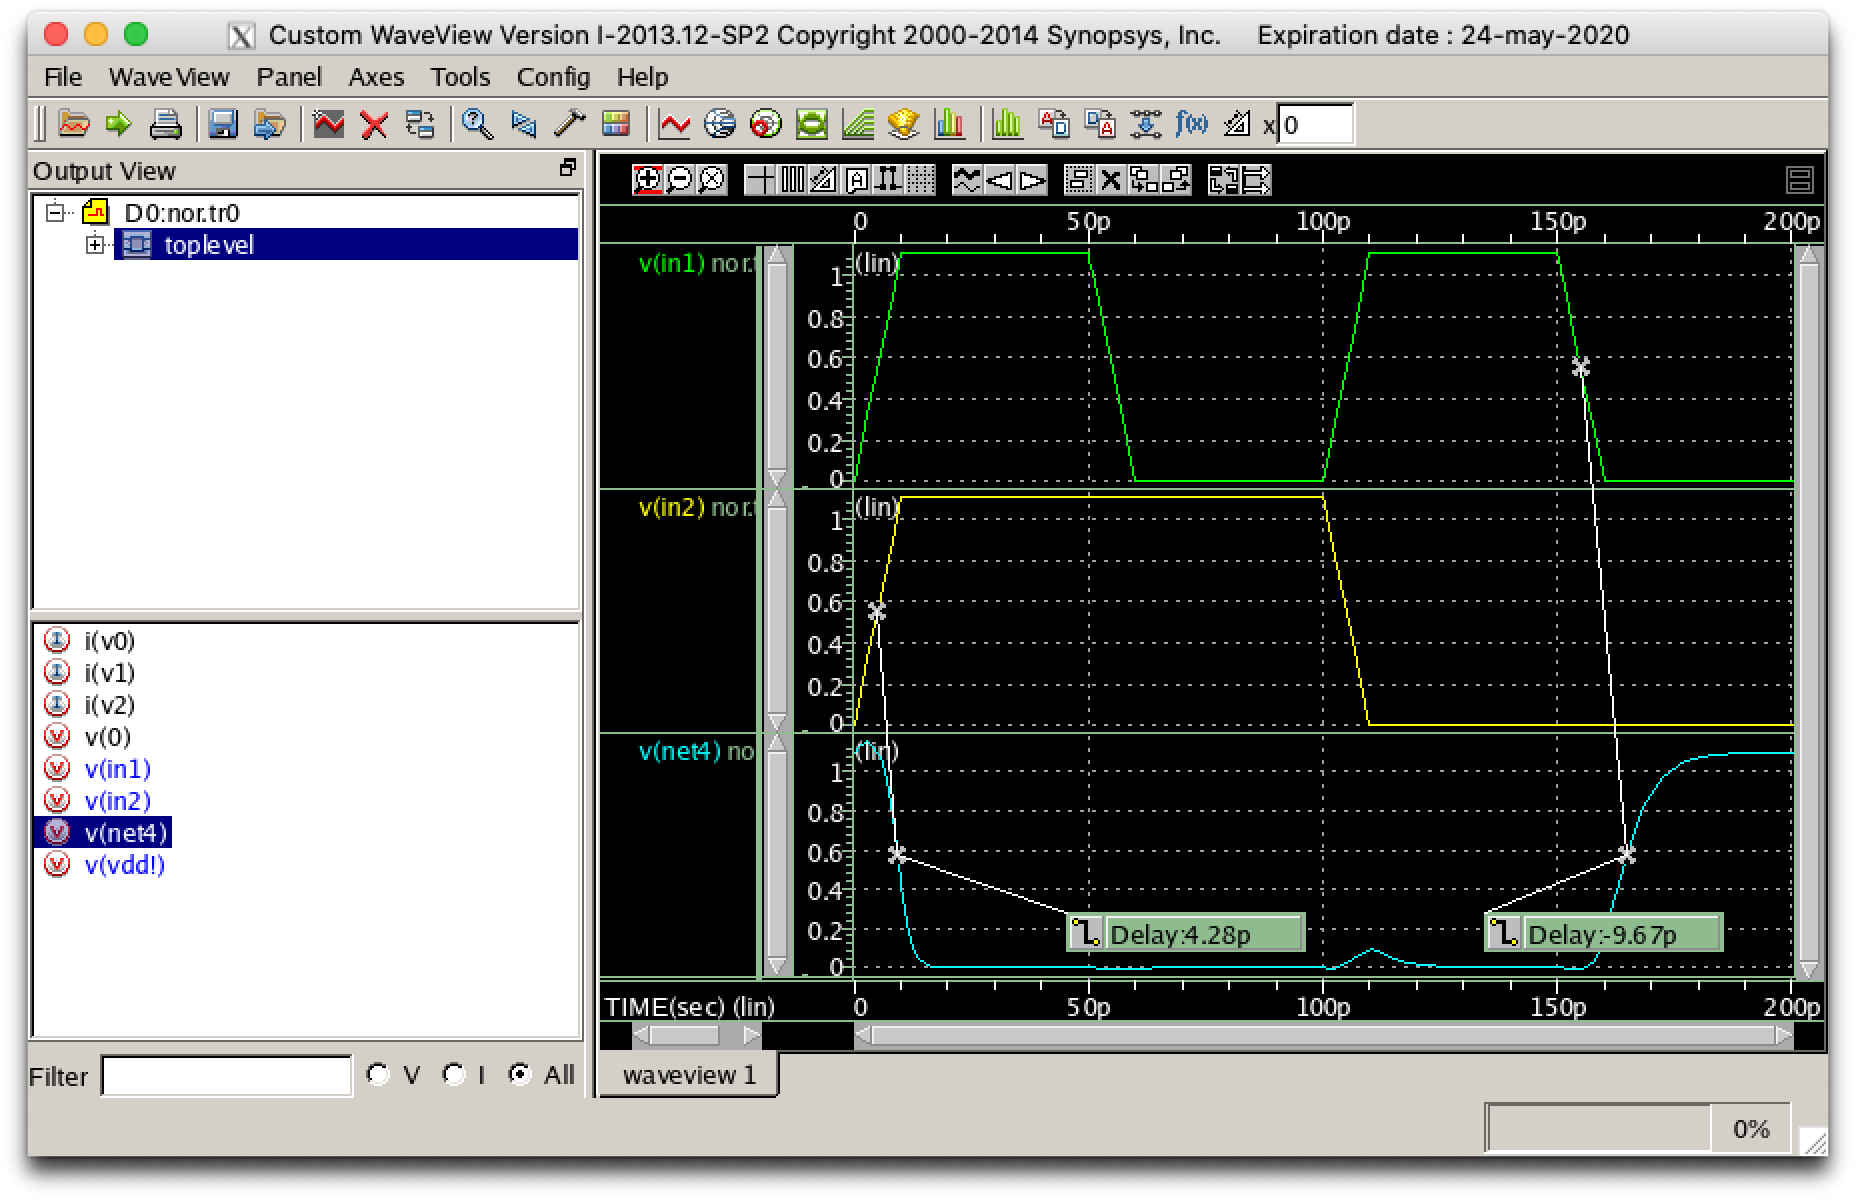 Custom WaveView Version I-2013.12-SP2 Copyright 2000-2014 Synopsys, Inc. Expiration date : 24-may-2020
File WaveView Panel Axes Tools Config Help
f(x) x 0
Output View
D0:nor.tr0
toplevel
i(v0)
i(v1)
i(v2)
v(0)
v(in1)
v(in2)
v(net4)
v(vdd!)
Filter V I All
0 50p 100p 150p 200p
v(in1) nor.t (lin)
1
0.8
0.6
0.4
0.2
0
v(in2) nor.t (lin)
1
0.8
0.6
0.4
0.2
0
v(net4) no (lin)
1
0.8
0.6
0.4
0.2
0
Delay:4.28p Delay:-9.67p
TIME(sec) (lin) 0 50p 100p 150p 200p
waveview 1
0%